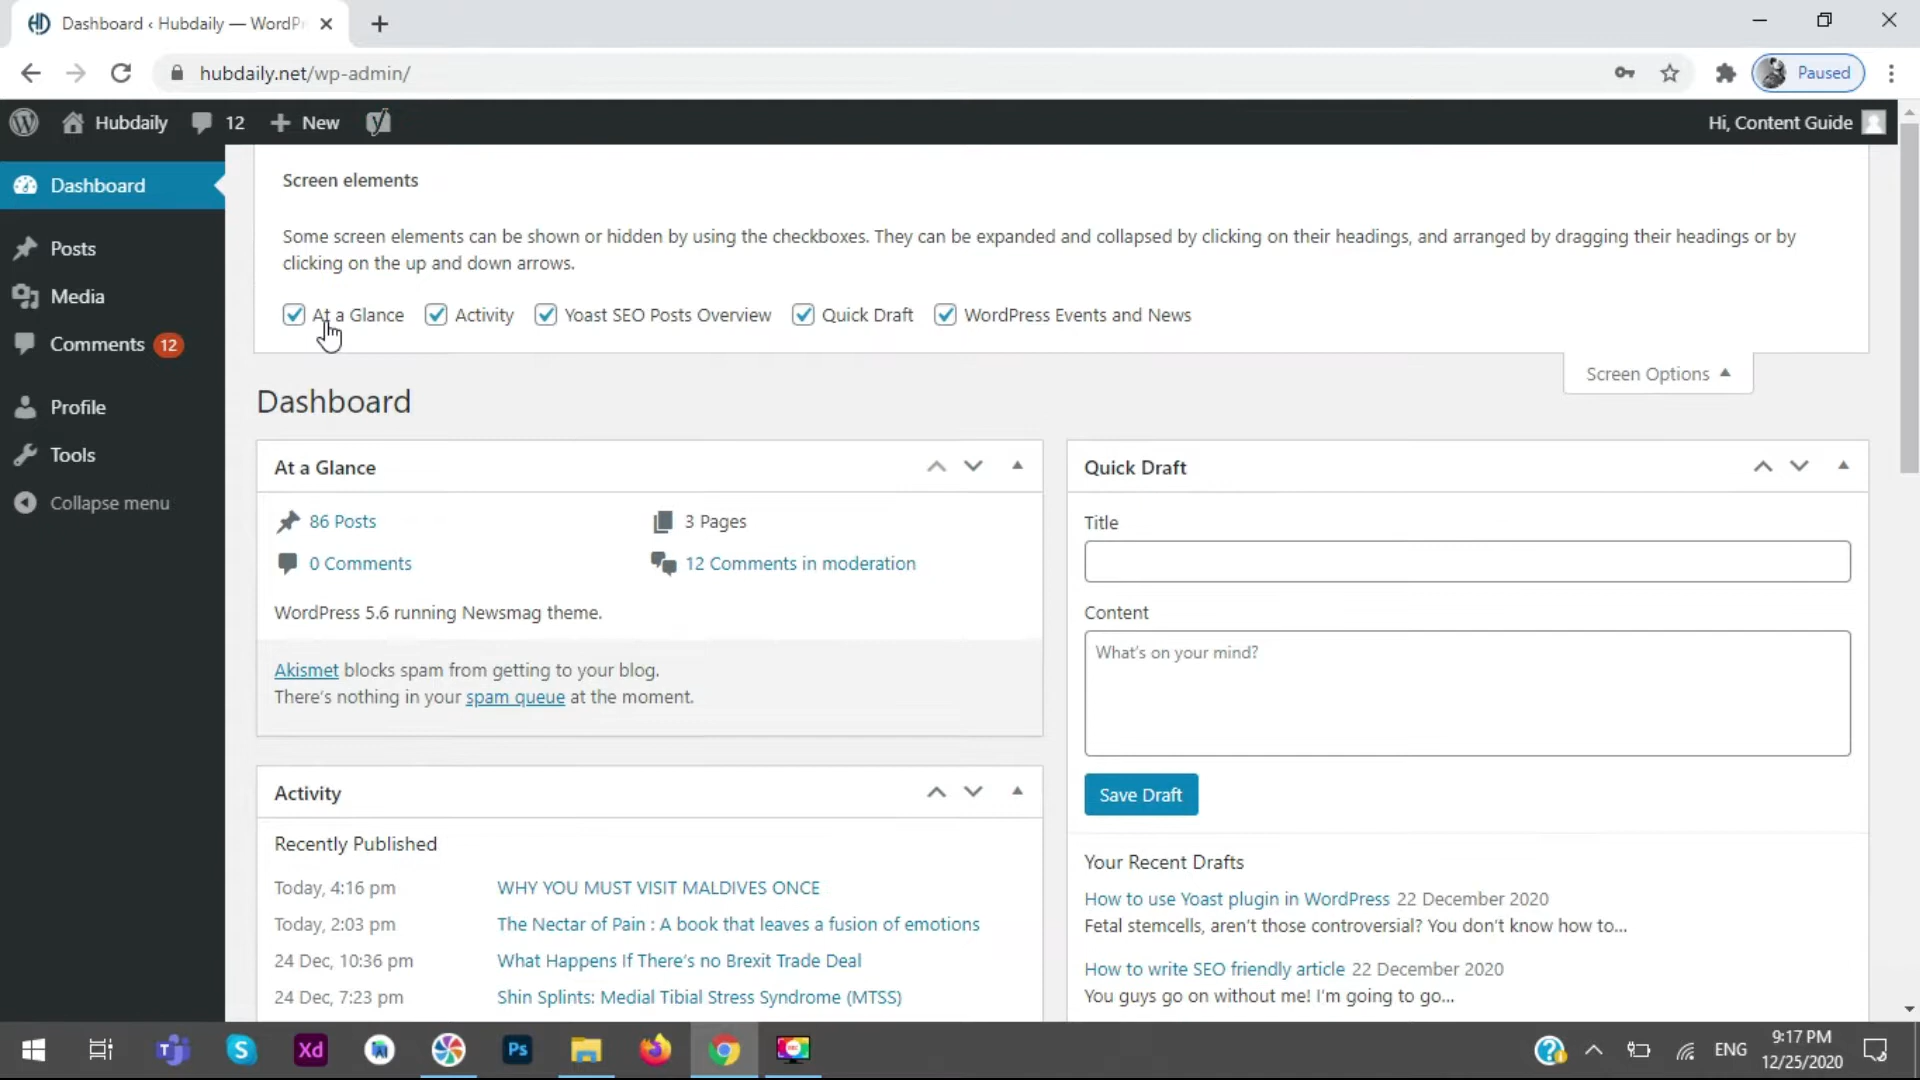 Dashboard ‹ Hubdaily — WordPr
hubdaily.net/wp-admin/
Paused
Hubdaily
12
New
Hi, Content Guide
Dashboard
Posts
Media
Comments 12
Profile
Tools
Collapse menu
Screen elements
Some screen elements can be shown or hidden by using the checkboxes. They can be expanded and collapsed by clicking on their headings, and arranged by dragging their headings or by
clicking on the up and down arrows.
At a Glance Activity Yoast SEO Posts Overview Quick Draft WordPress Events and News
Screen Options
Dashboard
At a Glance
86 Posts
3 Pages
0 Comments
12 Comments in moderation
WordPress 5.6 running Newsmag theme.
Akismet blocks spam from getting to your blog.
There's nothing in your spam queue at the moment.
Activity
Recently Published
Today, 4:16 pm WHY YOU MUST VISIT MALDIVES ONCE
Today, 2:03 pm The Nectar of Pain : A book that leaves a fusion of emotions
24 Dec, 10:36 pm What Happens If There's no Brexit Trade Deal
24 Dec, 7:23 pm Shin Splints: Medial Tibial Stress Syndrome (MTSS)
Quick Draft
Title
Content
What's on your mind?
Save Draft
Your Recent Drafts
How to use Yoast plugin in WordPress 22 December 2020
Fetal stemcells, aren't those controversial? You don't know how to...
How to write SEO friendly article 22 December 2020
You guys go on without me! I'm going to go...
Xd
Ps
ENG
9:17 PM
12/25/2020